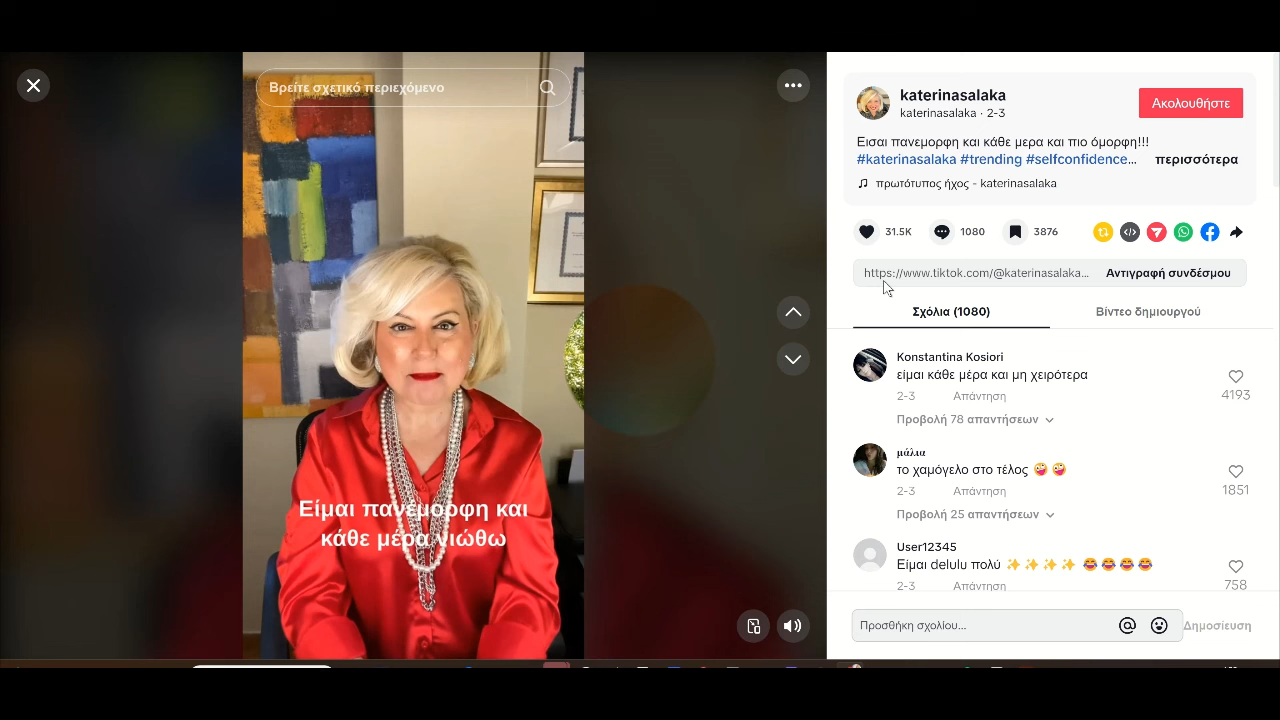 Βρείτε σχετικό περιεχόμενο
Είμαι πανέμορφη και
κάθε μέρα νιώθω
katerinasalaka
katerinasalaka · 2-3
Ακολουθήστε
Εισαι πανεμορφη και κάθε μερα και πιο όμορφη!!!
#katerinasalaka #trending #selfconfidence... περισσότερα
πρωτότυπος ήχος - katerinasalaka
31.5K 1080 3876
https://www.tiktok.com/@katerinasalaka... Αντιγραφή συνδέσμου
Σχόλια (1080) Βίντεο δημιουργού
Konstantina Kosiori
είμαι κάθε μέρα και μη χειρότερα
2-3 Απάντηση
4193
Προβολή 78 απαντήσεων
μάλια
το χαμόγελο στο τέλος 🤪 🤪
2-3 Απάντηση
1851
Προβολή 25 απαντήσεων
User12345
Είμαι delulu πολύ ✨ ✨ ✨ ✨ 😂 😂 😂 😂
2-3 Απάντηση
758
Προσθήκη σχολίου... Δημοσίευση